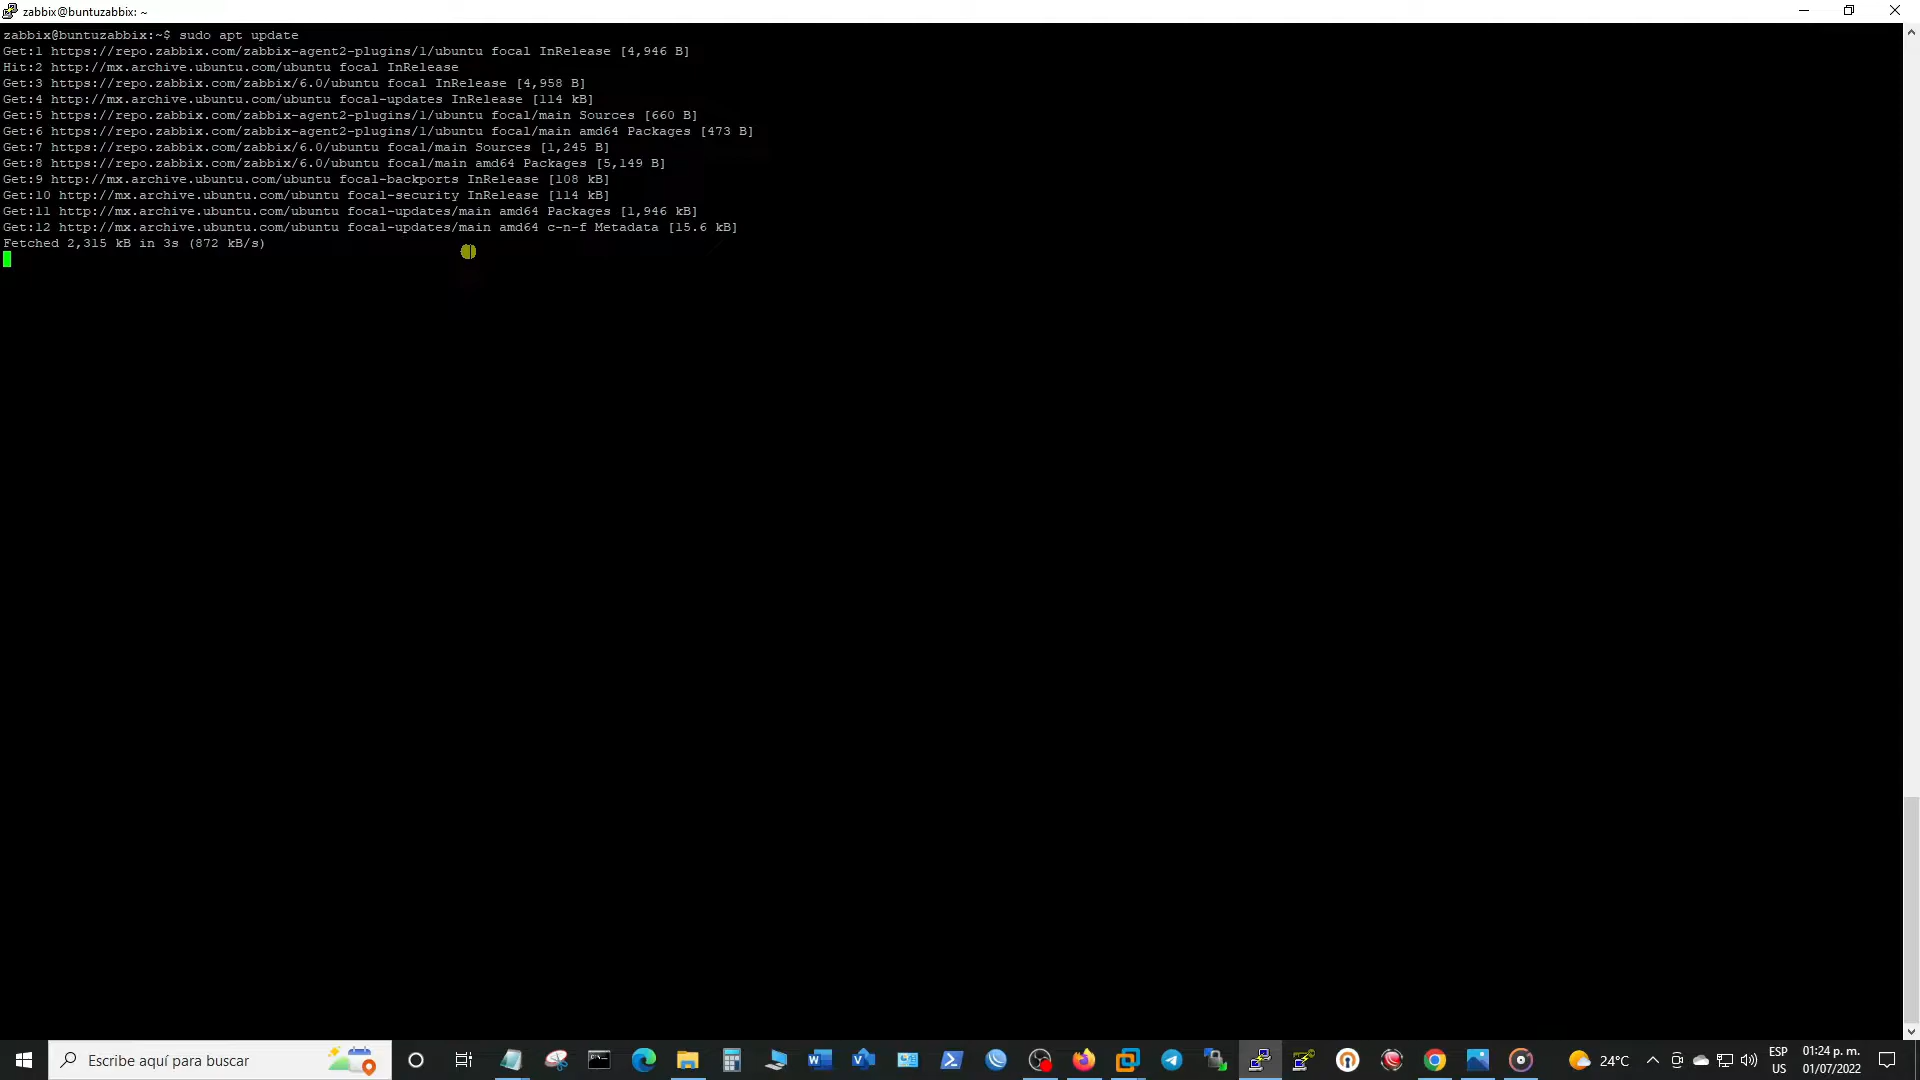 zabbix@buntuzabbix: ~
zabbix@buntuzabbix:~$ sudo apt update
Get:1 https://repo.zabbix.com/zabbix-agent2-plugins/1/ubuntu focal InRelease [4,946 B]
Hit:2 http://mx.archive.ubuntu.com/ubuntu focal InRelease
Get:3 https://repo.zabbix.com/zabbix/6.0/ubuntu focal InRelease [4,958 B]
Get:4 http://mx.archive.ubuntu.com/ubuntu focal-updates InRelease [114 kB]
Get:5 https://repo.zabbix.com/zabbix-agent2-plugins/1/ubuntu focal/main Sources [660 B]
Get:6 https://repo.zabbix.com/zabbix-agent2-plugins/1/ubuntu focal/main amd64 Packages [473 B]
Get:7 https://repo.zabbix.com/zabbix/6.0/ubuntu focal/main Sources [1,245 B]
Get:8 https://repo.zabbix.com/zabbix/6.0/ubuntu focal/main amd64 Packages [5,149 B]
Get:9 http://mx.archive.ubuntu.com/ubuntu focal-backports InRelease [108 kB]
Get:10 http://mx.archive.ubuntu.com/ubuntu focal-security InRelease [114 kB]
Get:11 http://mx.archive.ubuntu.com/ubuntu focal-updates/main amd64 Packages [1,946 kB]
Get:12 http://mx.archive.ubuntu.com/ubuntu focal-updates/main amd64 c-n-f Metadata [15.6 kB]
Fetched 2,315 kB in 3s (872 kB/s)
Escribe aquí para buscar
24°C
ESP
US
01:24 p. m.
01/07/2022